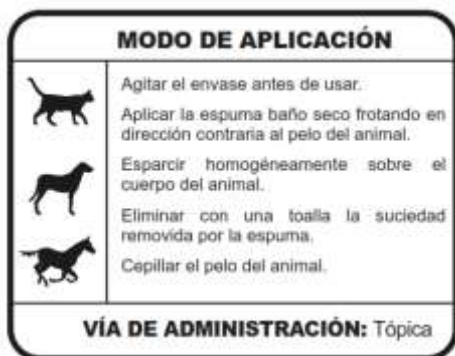 MODO DE APLICACIÓN
Agitar el envase antes de usar.
Aplicar la espuma baño seco frotando en
dirección contraria al pelo del animal.
Esparcir homogéneamente sobre el
cuerpo del animal.
Eliminar con una toalla la suciedad
removida por la espuma.
Cepillar el pelo del animal.
VÍA DE ADMINISTRACIÓN: Tópica